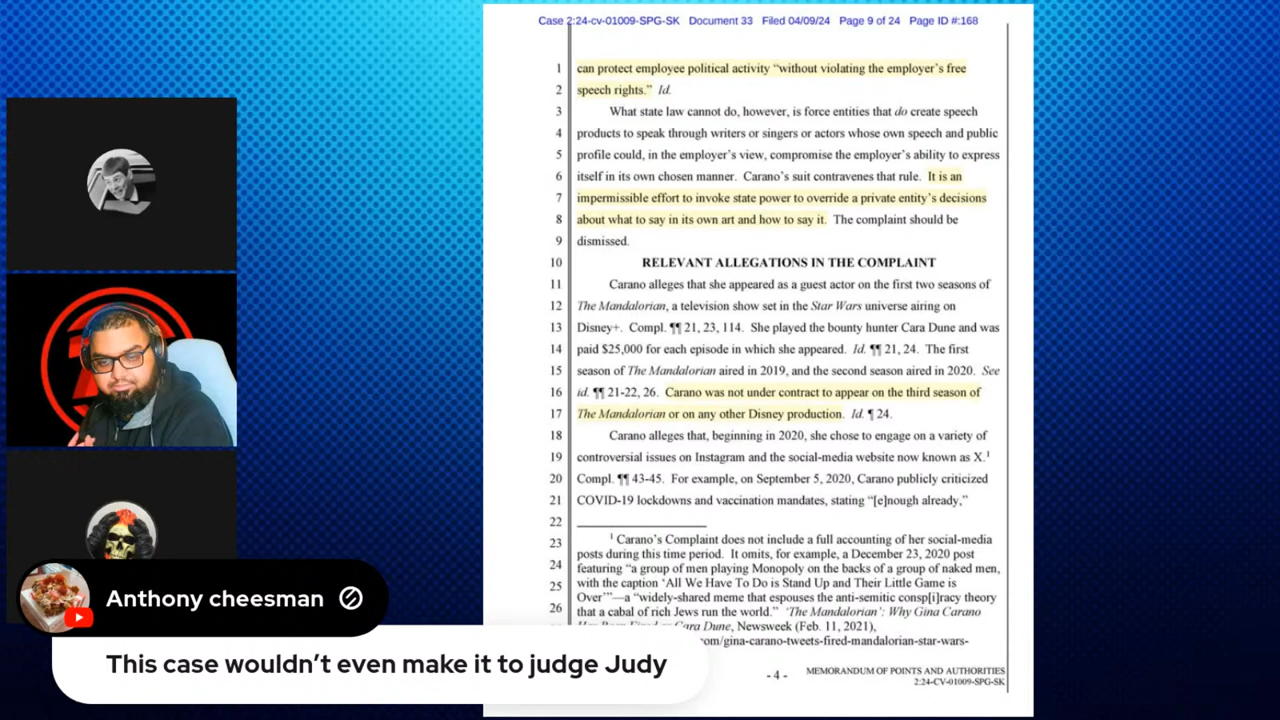 Case 2:24-cv-01009-SPG-SK Document 33 Filed 04/09/24 Page 9 of 24 Page ID #:168
1 can protect employee political activity “without violating the employer’s free
2 speech rights.” Id.
3 What state law cannot do, however, is force entities that do create speech
4 products to speak through writers or singers or actors whose own speech and public
5 profile could, in the employer’s view, compromise the employer’s ability to express
6 itself in its own chosen manner. Carano’s suit contravenes that rule. It is an
7 impermissible effort to invoke state power to override a private entity’s decisions
8 about what to say in its own art and how to say it. The complaint should be
9 dismissed.
10 RELEVANT ALLEGATIONS IN THE COMPLAINT
11 Carano alleges that she appeared as a guest actor on the first two seasons of
12 The Mandalorian, a television show set in the Star Wars universe airing on
13 Disney+. Compl. ¶¶ 21, 23, 114. She played the bounty hunter Cara Dune and was
14 paid $25,000 for each episode in which she appeared. Id. ¶¶ 21, 24. The first
15 season of The Mandalorian aired in 2019, and the second season aired in 2020. See
16 id. ¶¶ 21-22, 26. Carano was not under contract to appear on the third season of
17 The Mandalorian or on any other Disney production. Id. ¶ 24.
18 Carano alleges that, beginning in 2020, she chose to engage on a variety of
19 controversial issues on Instagram and the social-media website now known as X.¹
20 Compl. ¶¶ 43-45. For example, on September 5, 2020, Carano publicly criticized
21 COVID-19 lockdowns and vaccination mandates, stating “[e]nough already,”
22
23 ¹ Carano’s Complaint does not include a full accounting of her social-media
posts during this time period. It omits, for example, a December 23, 2020 post
24 featuring “a group of men playing Monopoly on the backs of a group of naked men,
25 with the caption ‘All We Have To Do is Stand Up and Their Little Game is
Over’”—a “widely-shared meme that espouses the anti-semitic consp[i]racy theory
26 that a cabal of rich Jews run the world.” ‘The Mandalorian’: Why Gina Carano
Cara Dune, Newsweek (Feb. 11, 2021),
com/gina-carano-tweets-fired-mandalorian-star-wars-
- 4 -
MEMORANDUM OF POINTS AND AUTHORITIES
2:24-CV-01009-SPG-SK
Anthony cheesman
This case wouldn’t even make it to judge Judy